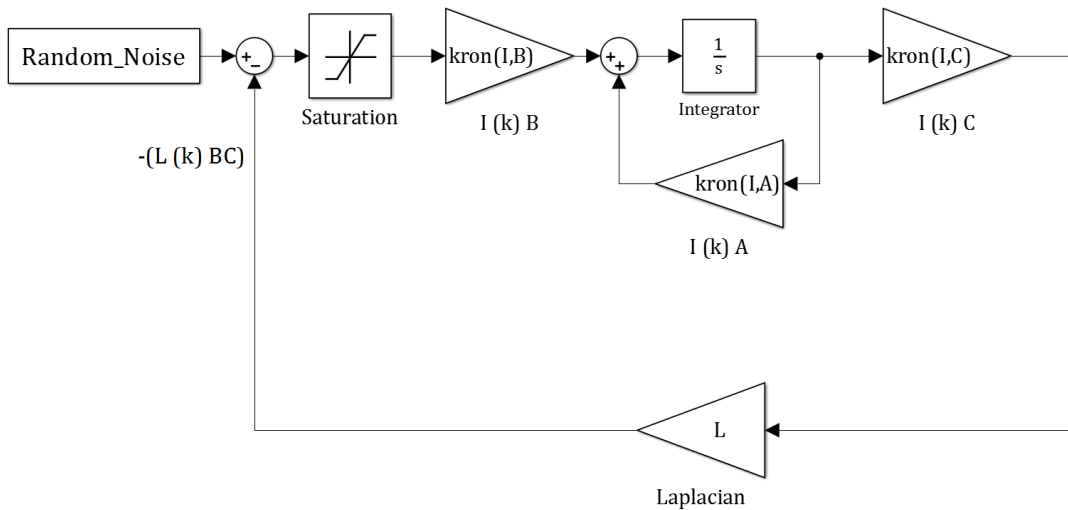 Random_Noise
+
−
Saturation
kron(I,B)
I (k) B
+
+
1
s
Integrator
kron(I,C)
I (k) C
-(L (k) BC)
kron(I,A)
I (k) A
L
Laplacian